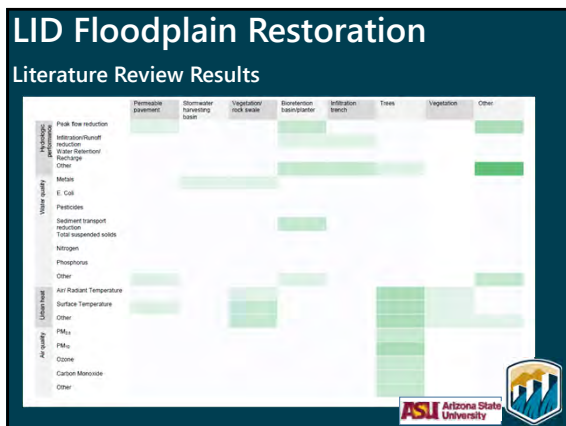 LID Floodplain Restoration
Literature Review Results
Permeable pavement
Stormwater harvesting basin
Vegetation/ rock swale
Bioretention basin/planter
Infiltration trench
Trees
Vegetation
Other
Hydrologic performance
Peak flow reduction
Infiltration/Runoff reduction
Water Retention/ Recharge
Other
Water quality
Metals
E. Coli
Pesticides
Sediment transport reduction
Total suspended solids
Nitrogen
Phosphorus
Other
Urban heat
Air/ Radiant Temperature
Surface Temperature
Other
Air quality
PM2.5
PM10
Ozone
Carbon Monoxide
Other
ASU Arizona State University